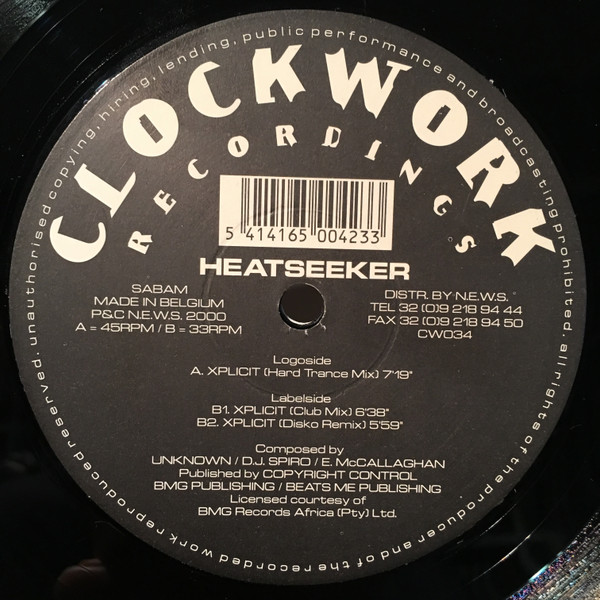 unauthorised copying, hiring, lending, public performance and broadcasting prohibited. all rights of the producer and of the recorded work reproduced reserved.
CLOCKWORK
RECORDINGS
5 414165 004233
HEATSEEKER
SABAM
MADE IN BELGIUM
P&C N.E.W.S. 2000
A = 45RPM / B = 33RPM
DISTR. BY N.E.W.S.
TEL 32 (0)9 218 94 44
FAX 32 (0)9 218 94 50
CW034
Logoside
A. XPLICIT (Hard Trance Mix) 7'19"
Labelside
B1. XPLICIT (Club Mix) 6'38"
B2. XPLICIT (Disko Remix) 5'59"
Composed by
UNKNOWN / D.J. SPIRO / E. McCALLAGHAN
Published by COPYRIGHT CONTROL
BMG PUBLISHING / BEATS ME PUBLISHING
Licensed courtesy of
BMG Records Africa (Pty) Ltd.